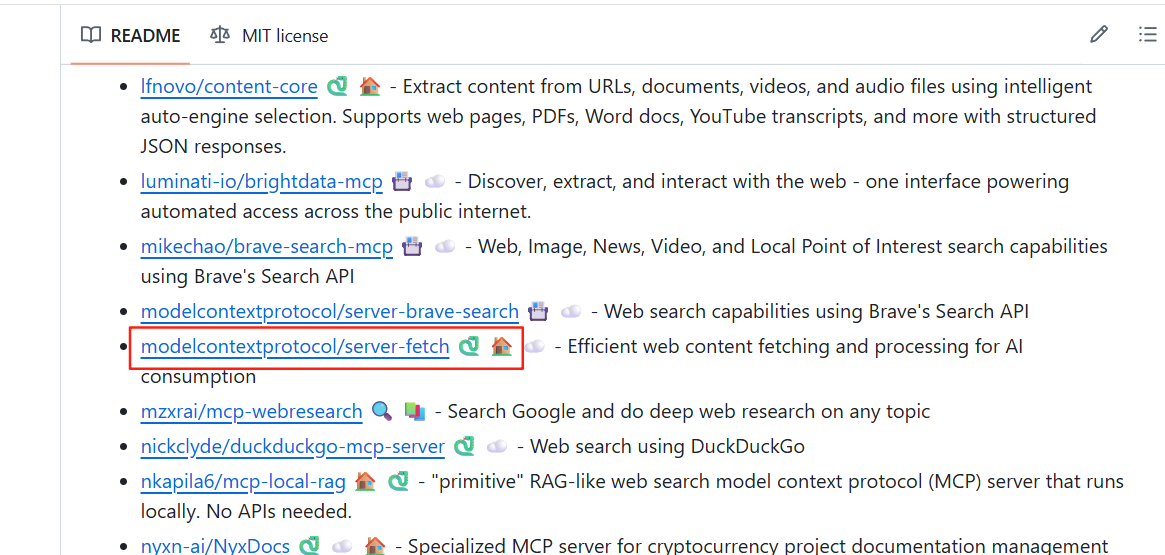 README MIT license
lfnovo/content-core 🐍 🏠 - Extract content from URLs, documents, videos, and audio files using intelligent
auto-engine selection. Supports web pages, PDFs, Word docs, YouTube transcripts, and more with structured
JSON responses.
luminati-io/brightdata-mcp 📇 ☁️ - Discover, extract, and interact with the web - one interface powering
automated access across the public internet.
mikechao/brave-search-mcp 📇 ☁️ - Web, Image, News, Video, and Local Point of Interest search capabilities
using Brave's Search API
modelcontextprotocol/server-brave-search 📇 ☁️ - Web search capabilities using Brave's Search API
modelcontextprotocol/server-fetch 🐍 🏠 ☁️ - Efficient web content fetching and processing for AI
consumption
mzxrai/mcp-webresearch 🔍 📚 - Search Google and do deep web research on any topic
nickclyde/duckduckgo-mcp-server 🐍 ☁️ - Web search using DuckDuckGo
nkapila6/mcp-local-rag 🏠 🐍 - "primitive" RAG-like web search model context protocol (MCP) server that runs
locally. No APIs needed.
nyxn-ai/NyxDocs 🐍 ☁️ 🏠 - Specialized MCP server for cryptocurrency project documentation management